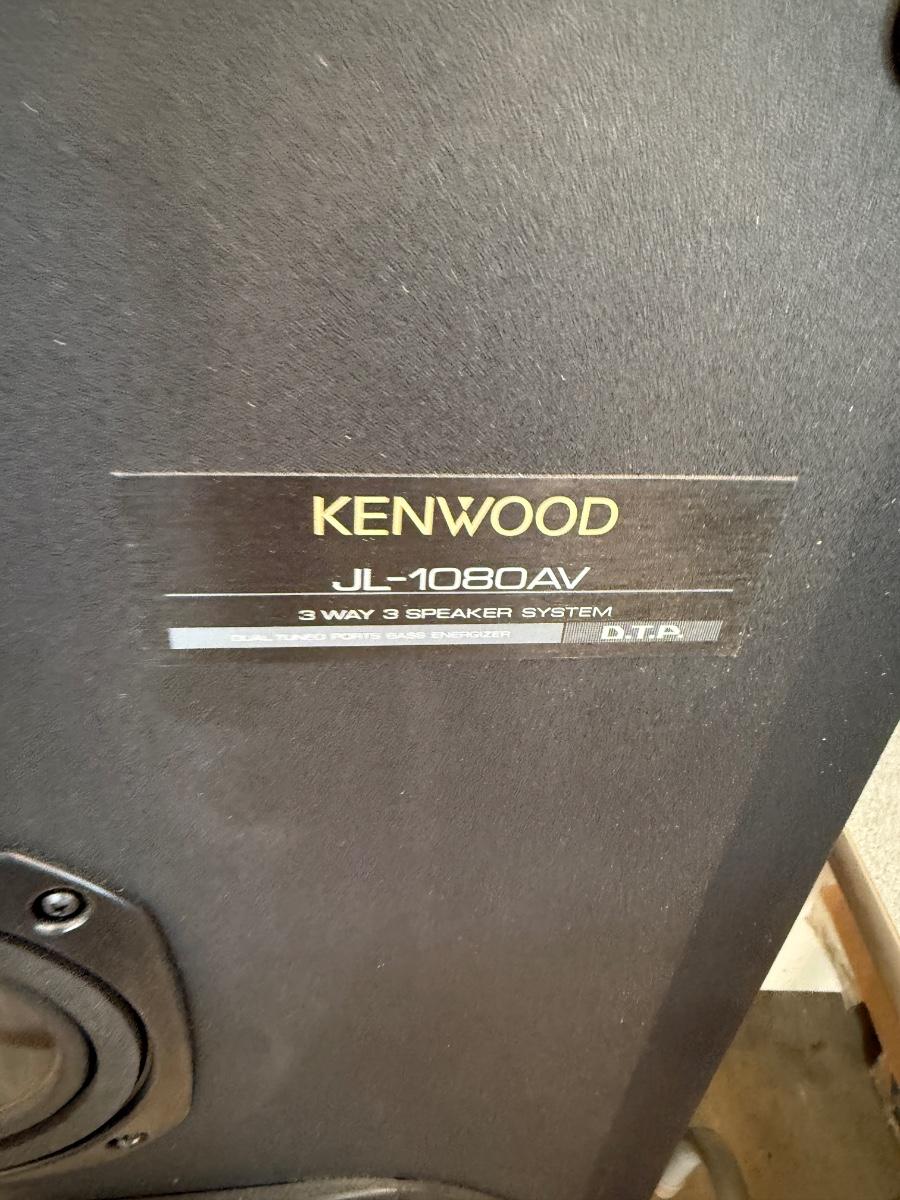 KENWOOD
JL-1080AV
3 WAY 3 SPEAKER SYSTEM
DUAL TUNED PORTS BASS ENERGIZER D.T.P.